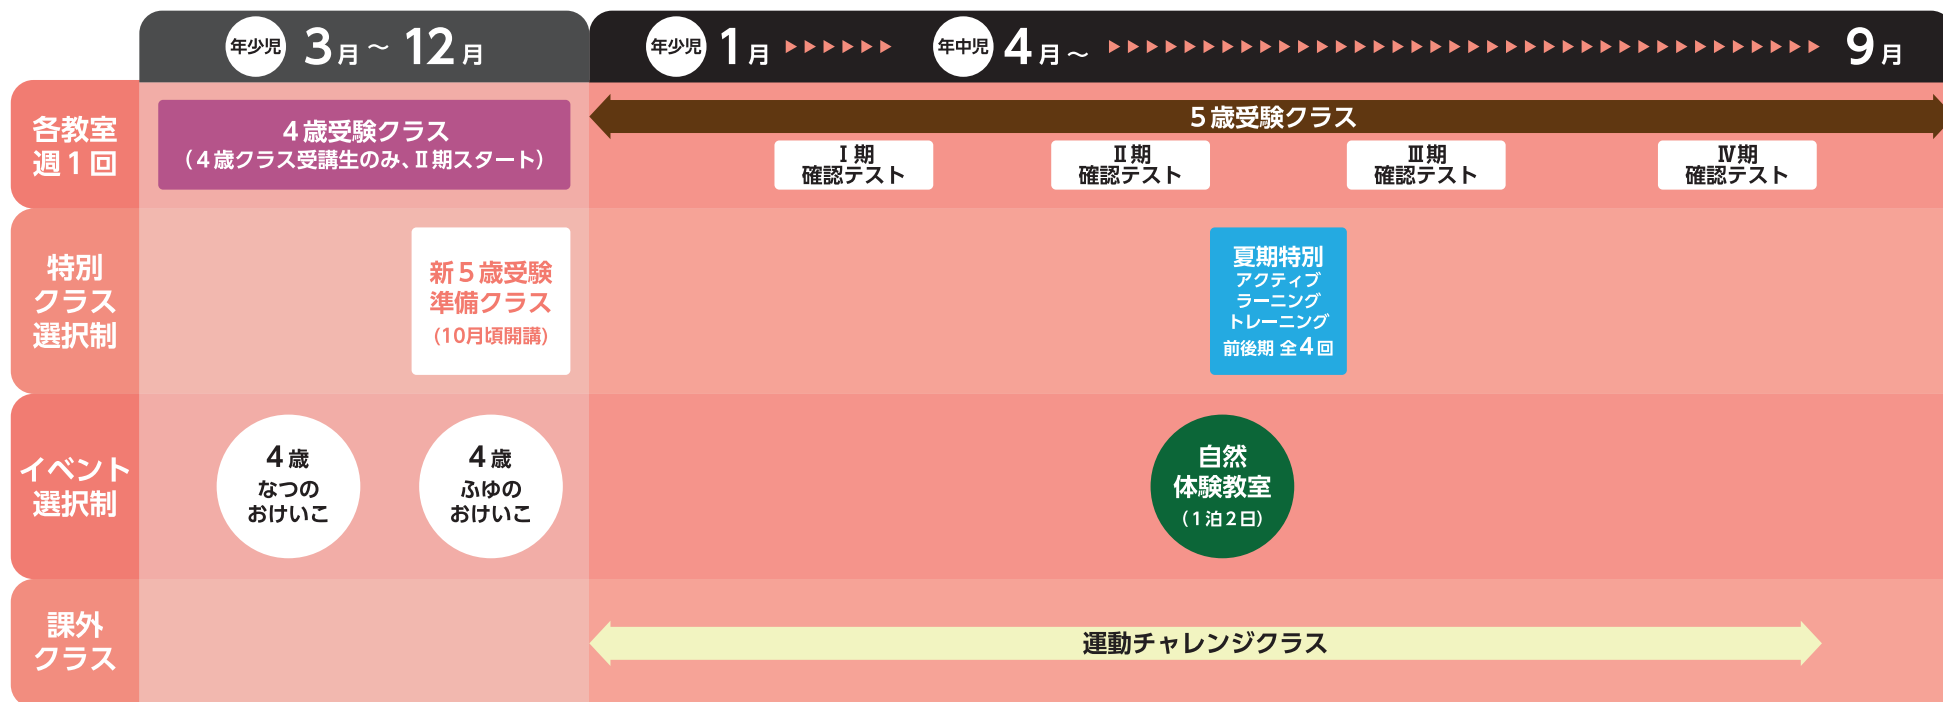 年少児 3月～12月
年少児 1月 年中児 4月～ 9月
各教室
週1回
4歳受験クラス
（4歳クラス受講生のみ、Ⅱ期スタート）
5歳受験クラス
Ⅰ期
確認テスト
Ⅱ期
確認テスト
Ⅲ期
確認テスト
Ⅳ期
確認テスト
特別
クラス
選択制
新5歳受験
準備クラス
(10月頃開講)
夏期特別
アクティブ
ラーニング
トレーニング
前後期 全4回
イベント
選択制
4歳
なつの
おけいこ
4歳
ふゆの
おけいこ
自然
体験教室
（1泊2日）
課外
クラス
運動チャレンジクラス